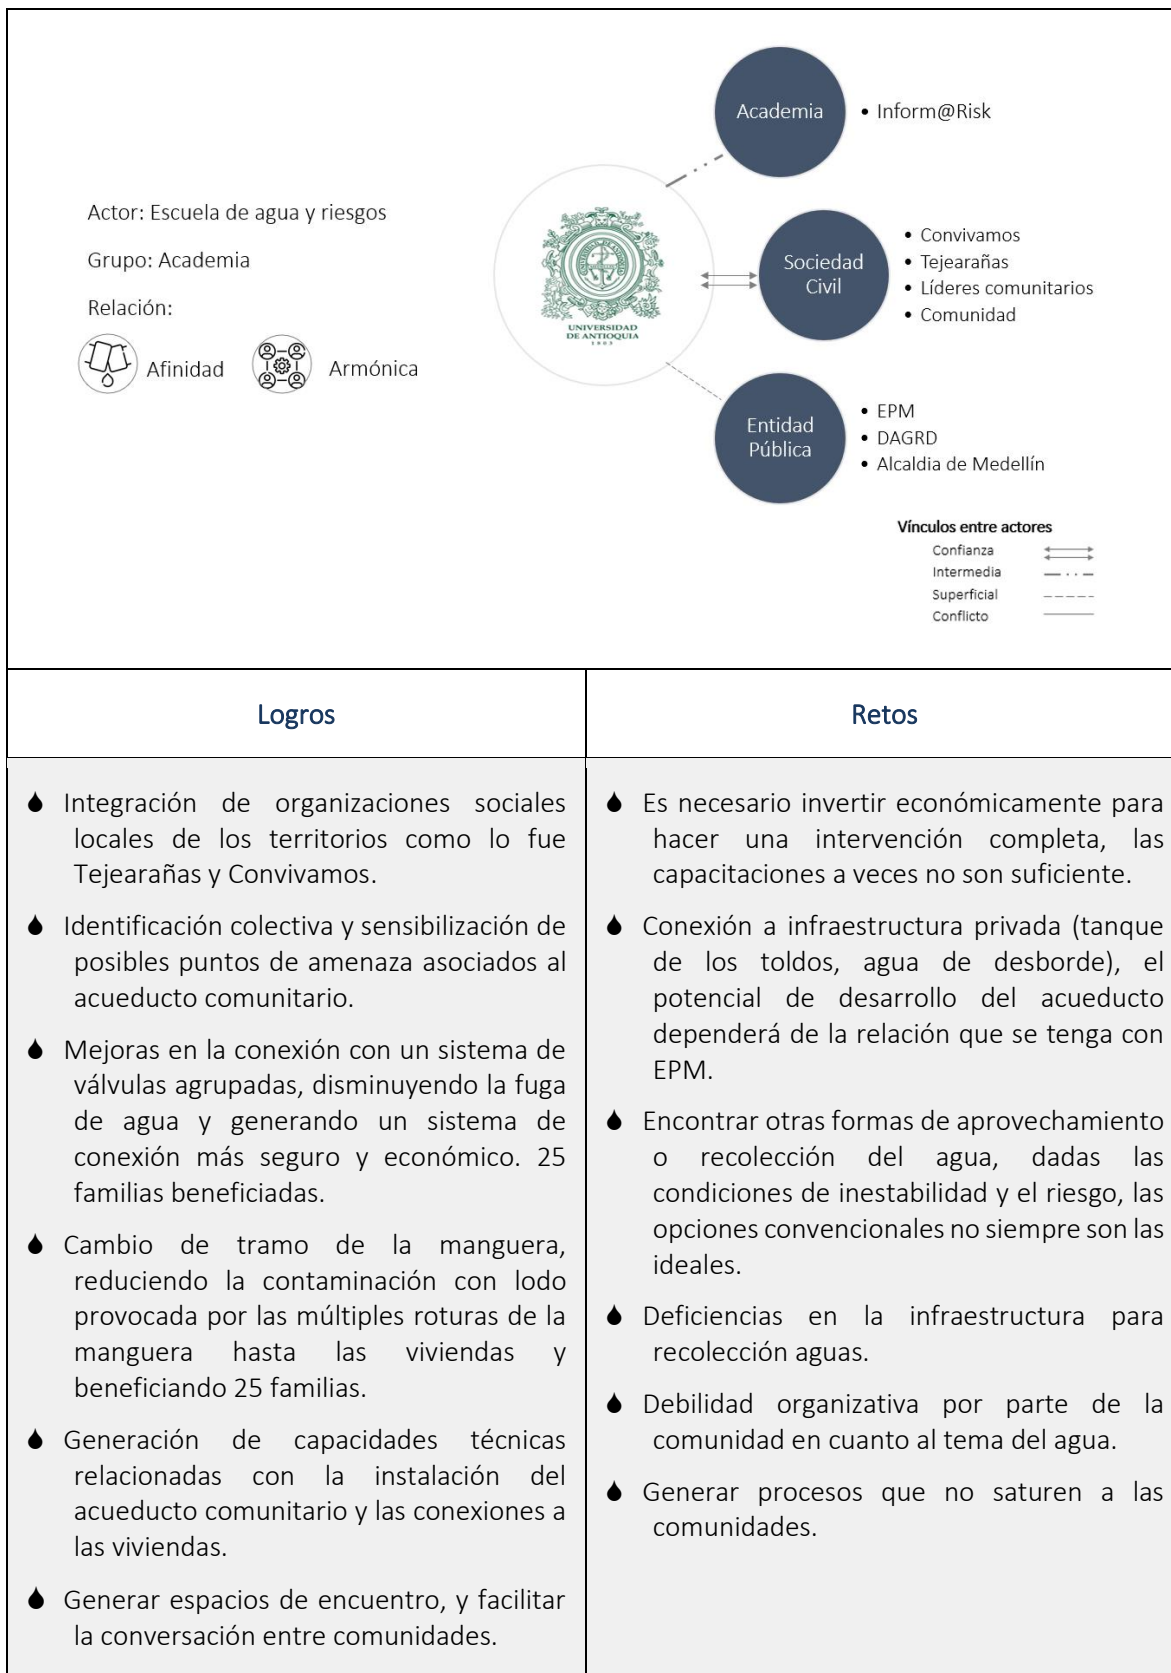 Academia
• Inform@Risk
Actor: Escuela de agua y riesgos
Grupo: Academia
Relación:
Afinidad
Armónica
UNIVERSIDAD
DE ANTIOQUIA
1803
Sociedad
Civil
• Convivamos
• Tejearañas
• Líderes comunitarios
• Comunidad
Entidad
Pública
• EPM
• DAGRD
• Alcaldia de Medellín
Vínculos entre actores
Confianza
Intermedia
Superficial
Conflicto
Logros
Integración de organizaciones sociales
locales de los territorios como lo fue
Tejearañas y Convivamos.
Identificación colectiva y sensibilización de
posibles puntos de amenaza asociados al
acueducto comunitario.
Mejoras en la conexión con un sistema de
válvulas agrupadas, disminuyendo la fuga
de agua y generando un sistema de
conexión más seguro y económico. 25
familias beneficiadas.
Cambio de tramo de la manguera,
reduciendo la contaminación con lodo
provocada por las múltiples roturas de la
manguera hasta las viviendas y
beneficiando 25 familias.
Generación de capacidades técnicas
relacionadas con la instalación del
acueducto comunitario y las conexiones a
las viviendas.
Generar espacios de encuentro, y facilitar
la conversación entre comunidades.
Retos
Es necesario invertir económicamente para
hacer una intervención completa, las
capacitaciones a veces no son suficiente.
Conexión a infraestructura privada (tanque
de los toldos, agua de desborde), el
potencial de desarrollo del acueducto
dependerá de la relación que se tenga con
EPM.
Encontrar otras formas de aprovechamiento
o recolección del agua, dadas las
condiciones de inestabilidad y el riesgo, las
opciones convencionales no siempre son las
ideales.
Deficiencias en la infraestructura para
recolección aguas.
Debilidad organizativa por parte de la
comunidad en cuanto al tema del agua.
Generar procesos que no saturen a las
comunidades.